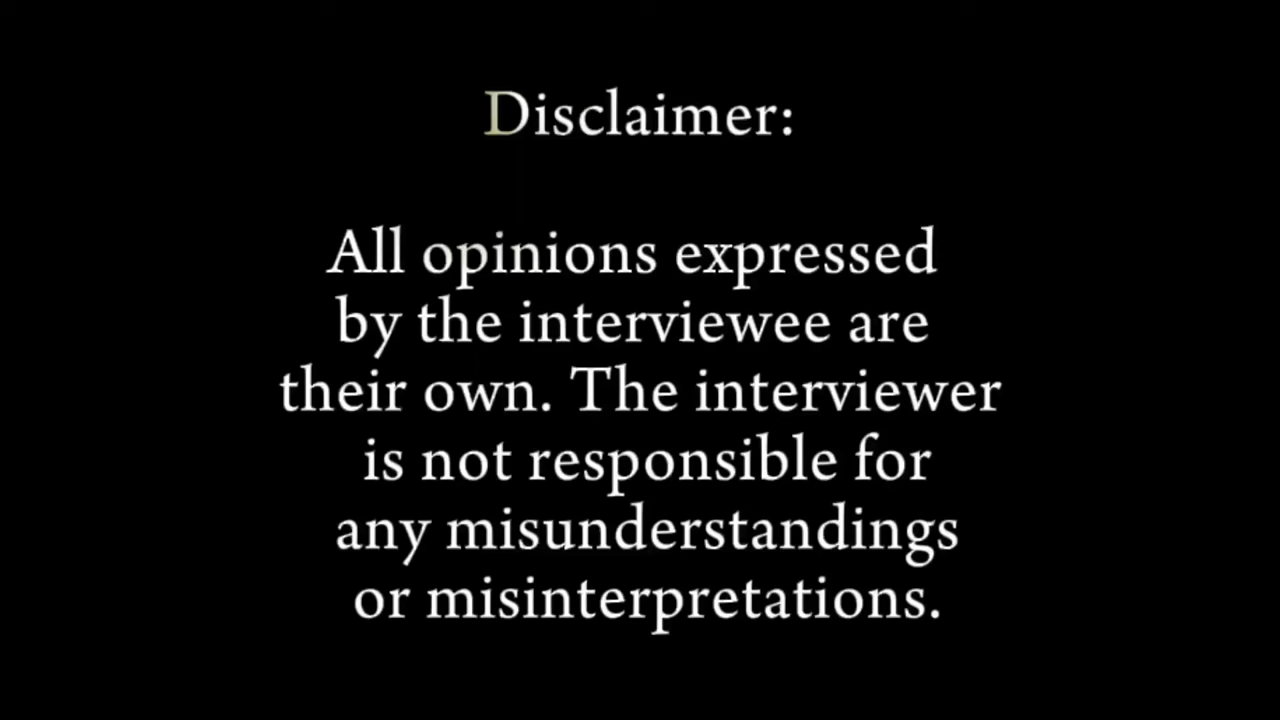 Disclaimer:
All opinions expressed
by the interviewee are
their own. The interviewer
is not responsible for
any misunderstandings
or misinterpretations.